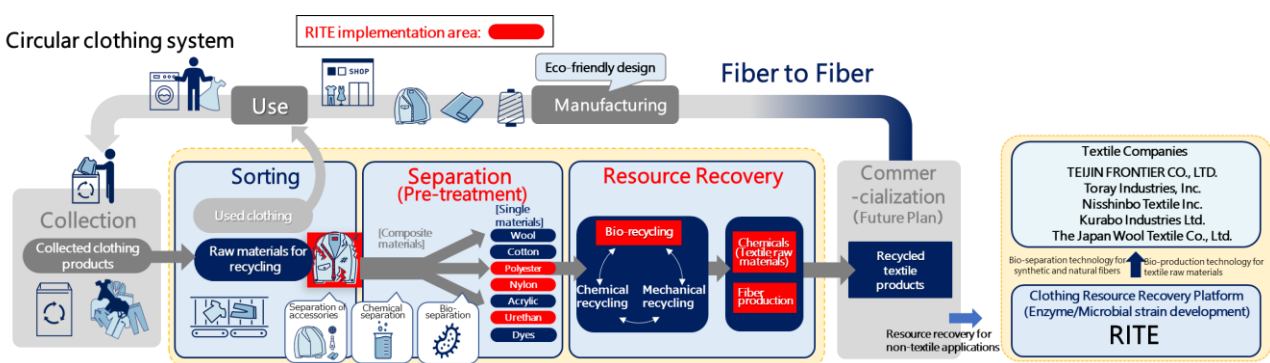 Circular clothing system
RITE implementation area:
SHOP
Eco-friendly design
Fiber to Fiber
Use
Manufacturing
Collection
Collected clothing
products
Sorting
Used clothing
Raw materials for
recycling
Separation of
accessories
Separation
(Pre-treatment)
[Composite
materials]
[Single
materials]
Wool
Cotton
Polyester
Nylon
Acrylic
Urethan
Dyes
Chemical
separation
Bio-
separation
Resource Recovery
Bio-recycling
Chemical
recycling
Mechanical
recycling
Chemicals
(Textile raw
materials)
Fiber
production
Commer
-cialization
(Future Plan)
Recycled
textile
products
Resource recovery for
non-textile applications
Textile Companies
TEIJIN FRONTIER CO., LTD.
Toray Industries, Inc.
Nisshinbo Textile Inc.
Kurabo Industries Ltd.
The Japan Wool Textile Co., Ltd.
Bio-separation technology for
synthetic and natural fibers
Bio-production technology for
textile raw materials
Clothing Resource Recovery Platform
(Enzyme/Microbial strain development)
RITE